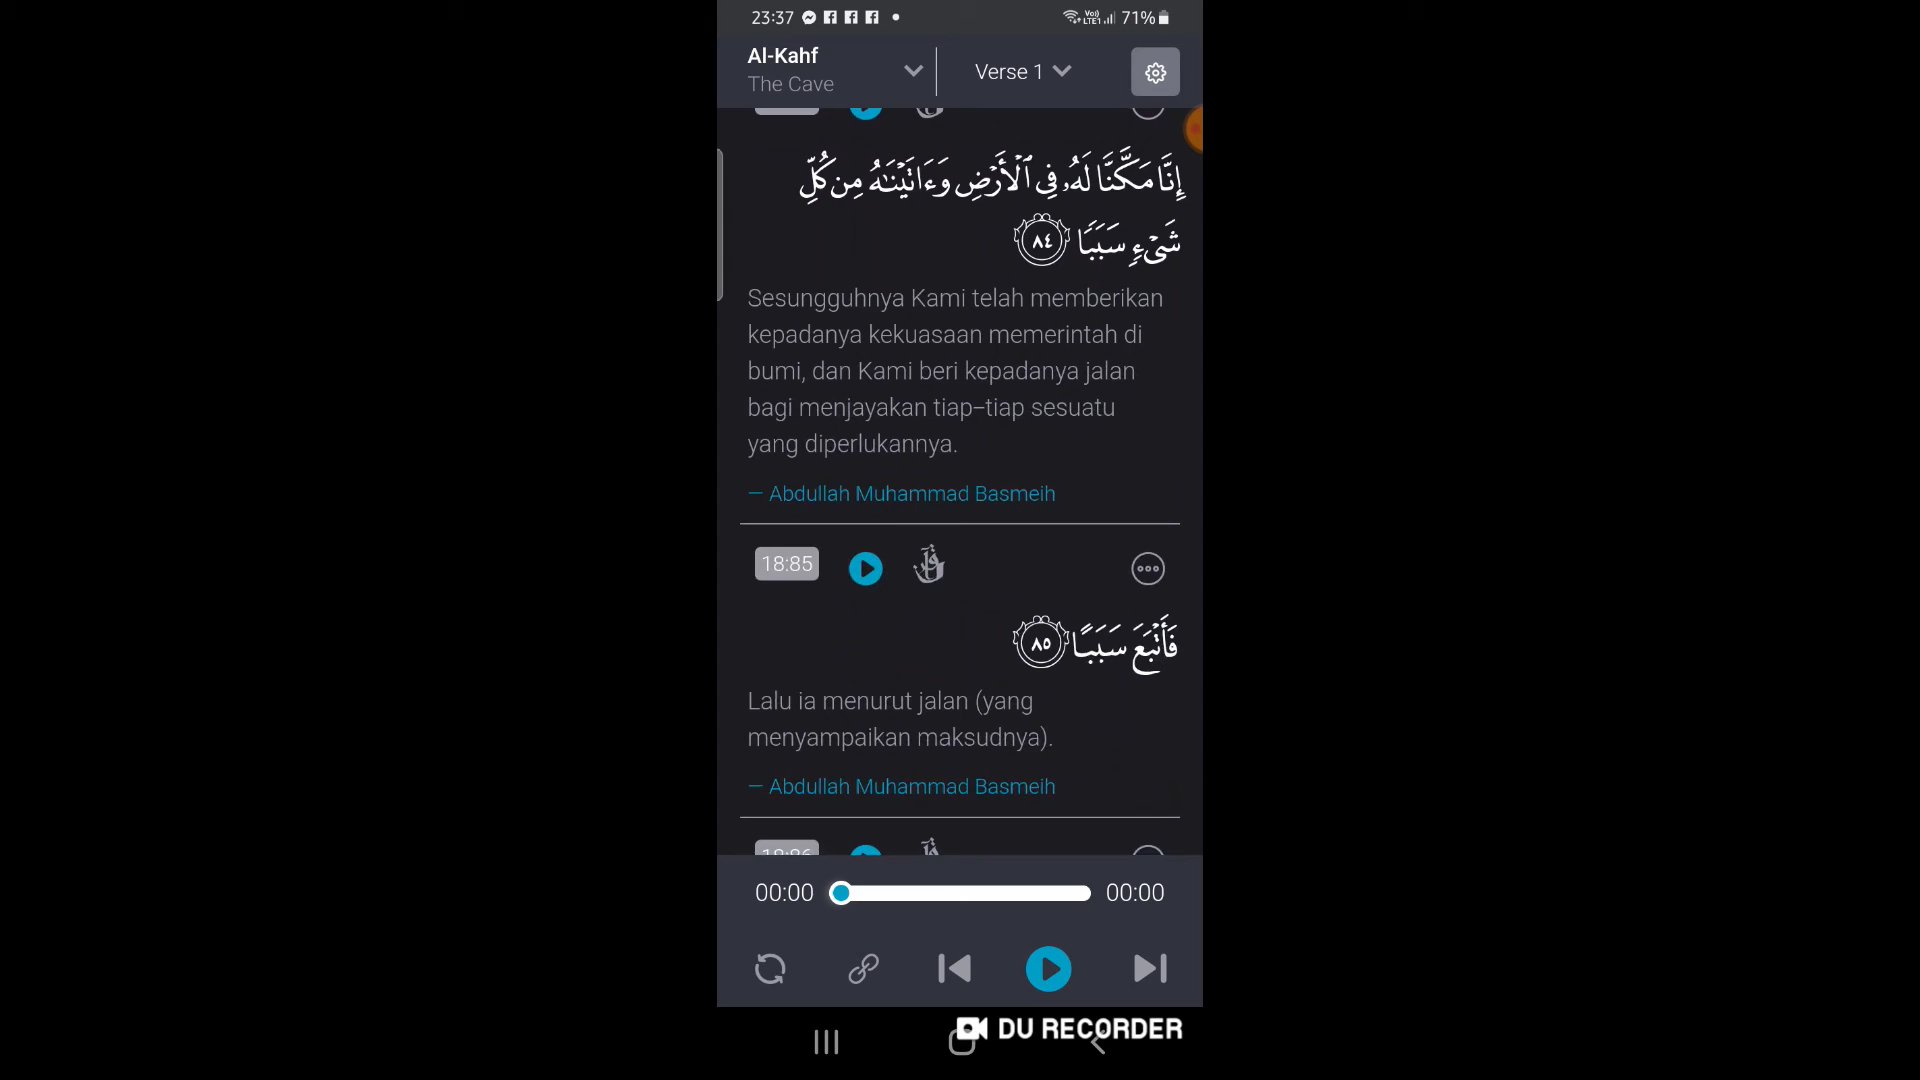 23:37
71%
Al-Kahf
The Cave
Verse 1
إِنَّا مَكَّنَّا لَهُۥ فِى ٱلْأَرْضِ وَءَاتَيْنَـٰهُ مِن كُلِّ
شَىْءٍۢ سَبَبًۭا ٨٤
Sesungguhnya Kami telah memberikan
kepadanya kekuasaan memerintah di
bumi, dan Kami beri kepadanya jalan
bagi menjayakan tiap-tiap sesuatu
yang diperlukannya.
— Abdullah Muhammad Basmeih
18:85
فَأَتْبَعَ سَبَبًا ٨٥
Lalu ia menurut jalan (yang
menyampaikan maksudnya).
— Abdullah Muhammad Basmeih
18:86
00:00 00:00
DU RECORDER